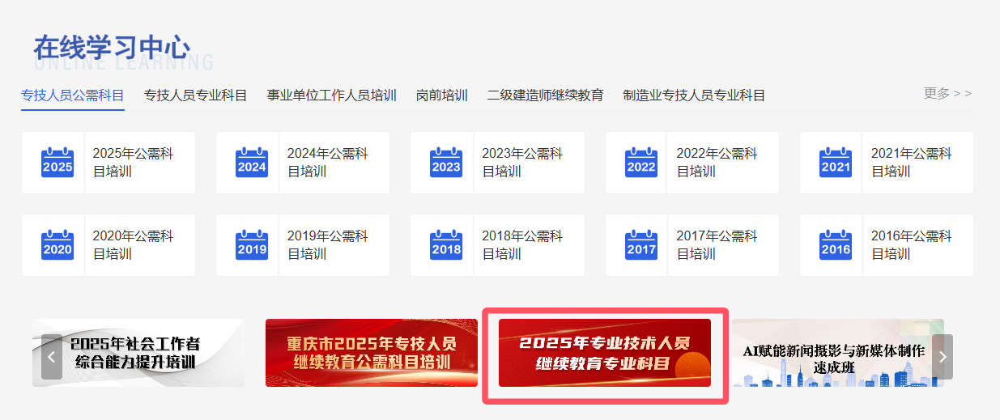 在线学习中心
ONLINE LEARNING
专技人员公需科目 专技人员专业科目 事业单位工作人员培训 岗前培训 二级建造师继续教育 制造业专技人员专业科目 更多 > >
2025 2025年公需科
目培训
2024 2024年公需科
目培训
2023 2023年公需科
目培训
2022 2022年公需科
目培训
2021 2021年公需科
目培训
2020 2020年公需科
目培训
2019 2019年公需科
目培训
2018 2018年公需科
目培训
2017 2017年公需科
目培训
2016 2016年公需科
目培训
2025年社会工作者
综合能力提升培训
重庆市2025年专技人员
继续教育公需科目培训
2025年专业技术人员
继续教育专业科目
AI赋能新闻摄影与新媒体制作
速成班